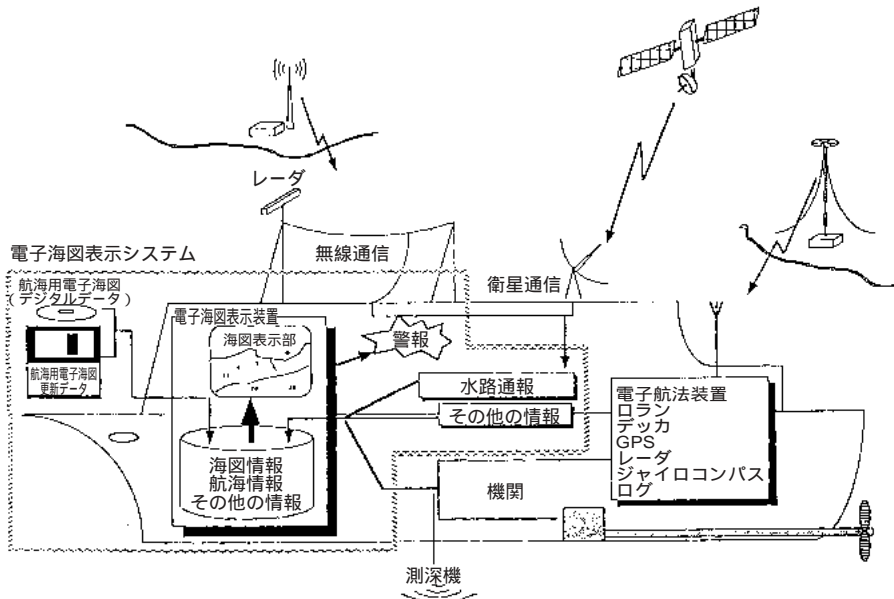 レーダ
電子海図表示システム
無線通信
衛星通信
航海用電子海図
(デジタルデータ)
電子海図表示装置
海図表示部
警報
航海用電子海図
更新データ
水路通報
その他の情報
電子航法装置
ロラン
デッカ
GPS
レーダ
ジャイロコンパス
ログ
海図情報
航海情報
その他の情報
機関
測深機